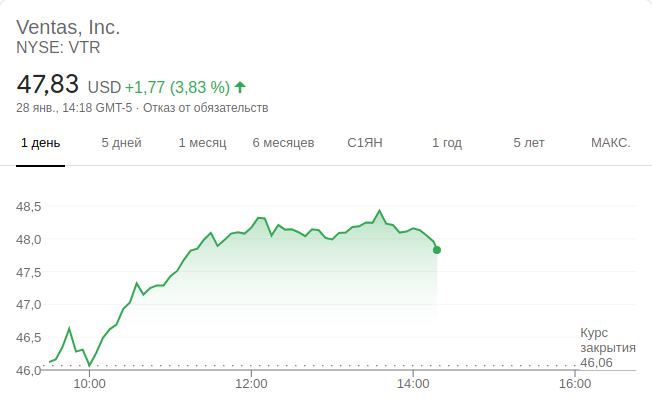 Ventas, Inc.
NYSE: VTR
47,83 USD +1,77 (3,83 %)
28 янв., 14:18 GMT-5 · Отказ от обязательств
1 день 5 дней 1 месяц 6 месяцев С1ЯН 1 год 5 лет МАКС.
48,5
48,0
47,5
47,0
46,5
46,0
Курс
закрытия
46,06
10:00 12:00 14:00 16:00